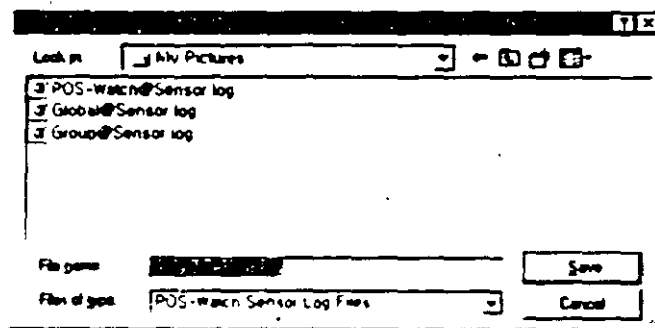 Look in: My Pictures
POS-Watch@Sensor log
Global@Sensor log
Group@Sensor log
File name: Save
Files of type: POS-Watch Sensor Log Files Cancel